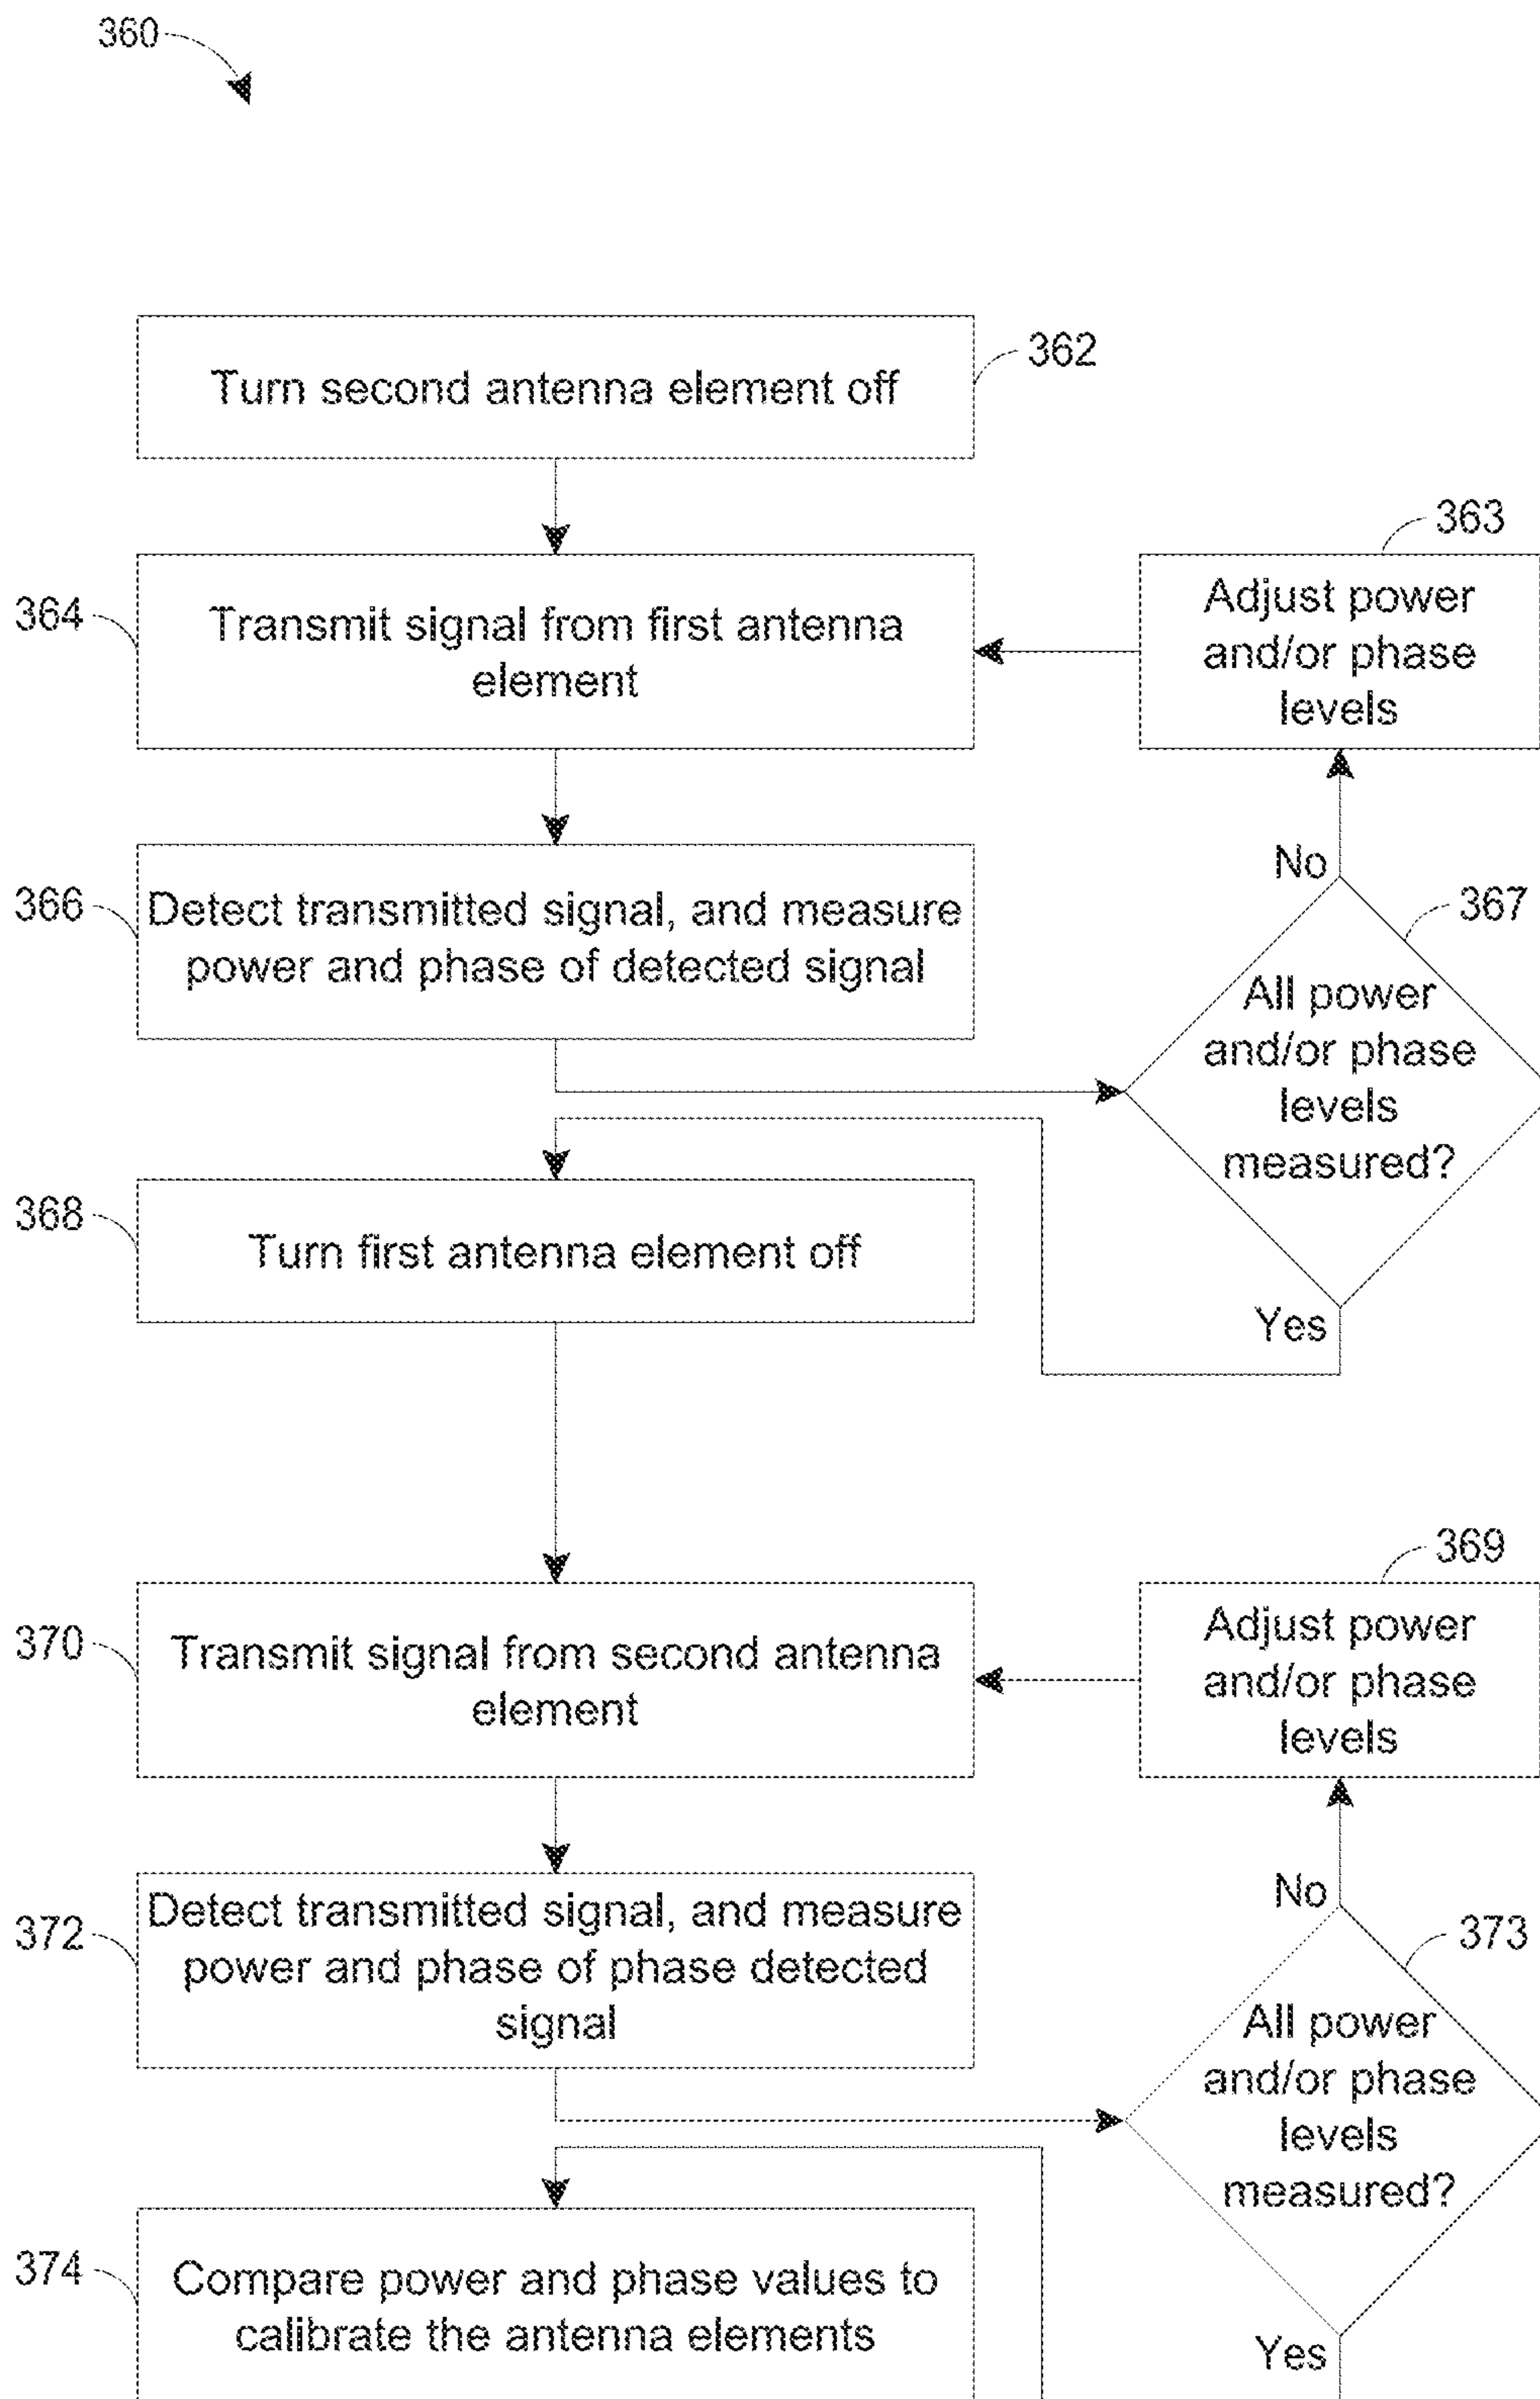 360
Turn second antenna element off
362
363
364
Transmit signal from first antenna
element
Adjust power
and/or phase
levels
366
Detect transmitted signal, and measure
power and phase of detected signal
No
367
All power
and/or phase
levels
measured?
368
Turn first antenna element off
Yes
369
370
Transmit signal from second antenna
element
Adjust power
and/or phase
levels
372
Detect transmitted signal, and measure
power and phase of phase detected
signal
No
373
All power
and/or phase
levels
measured?
374
Compare power and phase values to
calibrate the antenna elements
Yes